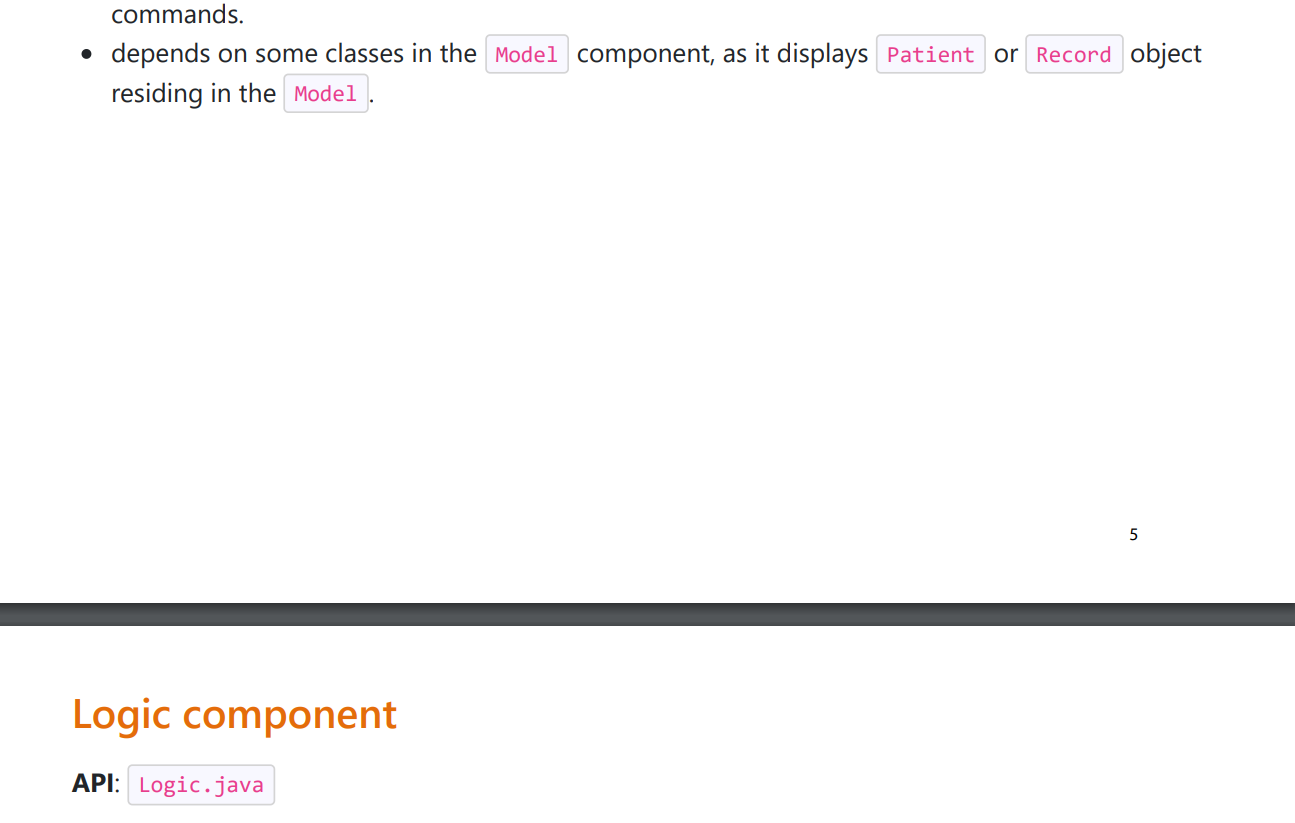 commands.
• depends on some classes in the Model component, as it displays Patient or Record object
residing in the Model.
5
Logic component
API: Logic.java